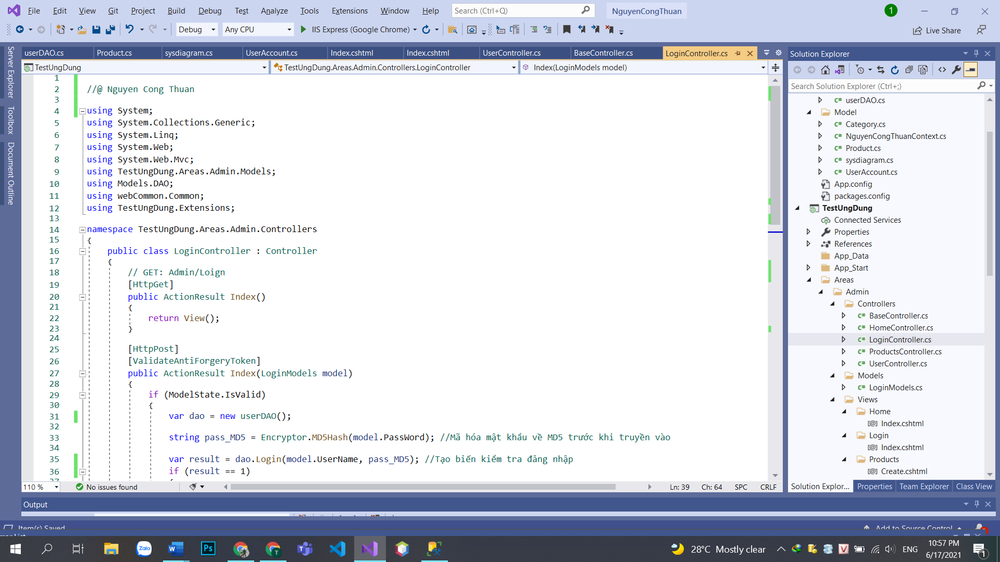 File Edit View Git Project Build Debug Test Analyze Tools Extensions Window Help Search (Ctrl+Q) NguyenCongThuan 1
Debug Any CPU IIS Express (Google Chrome) Live Share
Server Explorer
Toolbox
Document Outline
userDAO.cs Product.cs sysdiagram.cs UserAccount.cs Index.cshtml Index.cshtml UserController.cs BaseController.cs LoginController.cs
TestUngDung TestUngDung.Areas.Admin.Controllers.LoginController Index(LoginModels model)
1
2 //@ Nguyen Cong Thuan
3
4 using System;
5 using System.Collections.Generic;
6 using System.Linq;
7 using System.Web;
8 using System.Web.Mvc;
9 using TestUngDung.Areas.Admin.Models;
10 using Models.DAO;
11 using webCommon.Common;
12 using TestUngDung.Extensions;
13
14 namespace TestUngDung.Areas.Admin.Controllers
15 {
16 public class LoginController : Controller
17 {
18 // GET: Admin/Loign
19 [HttpGet]
20 public ActionResult Index()
21 {
22 return View();
23 }
24
25 [HttpPost]
26 [ValidateAntiForgeryToken]
27 public ActionResult Index(LoginModels model)
28 {
29 if (ModelState.IsValid)
30 {
31 var dao = new userDAO();
32
33 string pass_MD5 = Encryptor.MD5Hash(model.PassWord); //Mã hóa mật khẩu về MD5 trước khi truyền vào
34
35 var result = dao.Login(model.UserName, pass_MD5); //Tạo biến kiểm tra đăng nhập
36 if (result == 1)
110 % No issues found Ln: 39 Ch: 64 SPC CRLF
Output
Solution Explorer
Search Solution Explorer (Ctrl+;)
C# userDAO.cs
Model
C# Category.cs
C# NguyenCongThuanContext.cs
C# Product.cs
C# sysdiagram.cs
C# UserAccount.cs
App.config
packages.config
TestUngDung
Connected Services
Properties
References
App_Data
App_Start
Areas
Admin
Controllers
C# BaseController.cs
C# HomeController.cs
C# LoginController.cs
C# ProductsController.cs
C# UserController.cs
Models
C# LoginModels.cs
Views
Home
[@] Index.cshtml
Login
[@] Index.cshtml
Products
[@] Create.cshtml
Solution Explor... Properties Team Explorer Class View
Item(s) Saved Add to Source Control
Zalo Ps T 28°C Mostly clear ENG 10:57 PM
6/17/2021 1